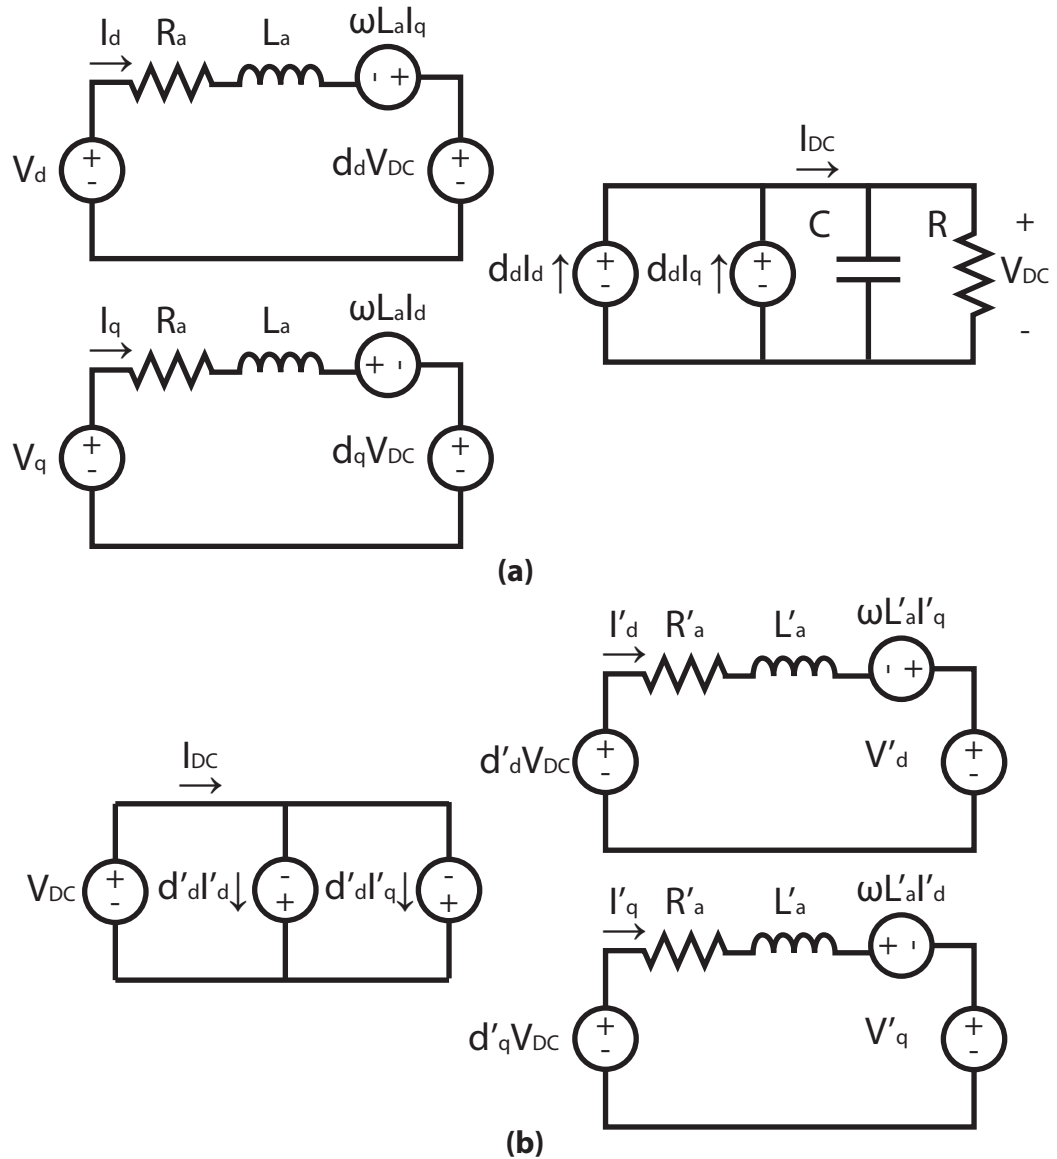 Id Ra La ωLaIq
Vd + - - + ddVDC + -
IDC
ddId + - ddIq + - C R + VDC -
Iq Ra La ωLaId
Vq + - + - dqVDC + -
(a)
I'd R'a L'a ωL'aI'q
d'dVDC + - - + V'd + -
IDC
VDC + - d'dI'd - + d'dI'q - +
I'q R'a L'a ωL'aI'd
d'qVDC + - + - V'q + -
(b)